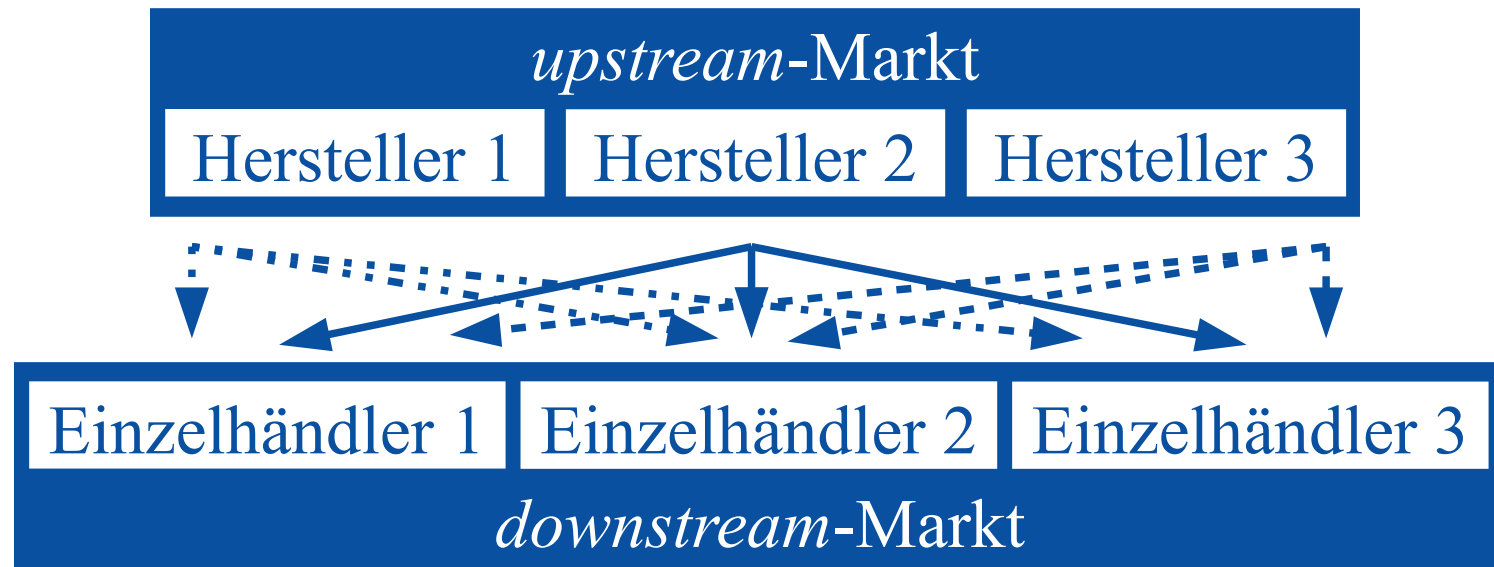 upstream-Markt
Hersteller 1 Hersteller 2 Hersteller 3
Einzelhändler 1 Einzelhändler 2 Einzelhändler 3
downstream-Markt